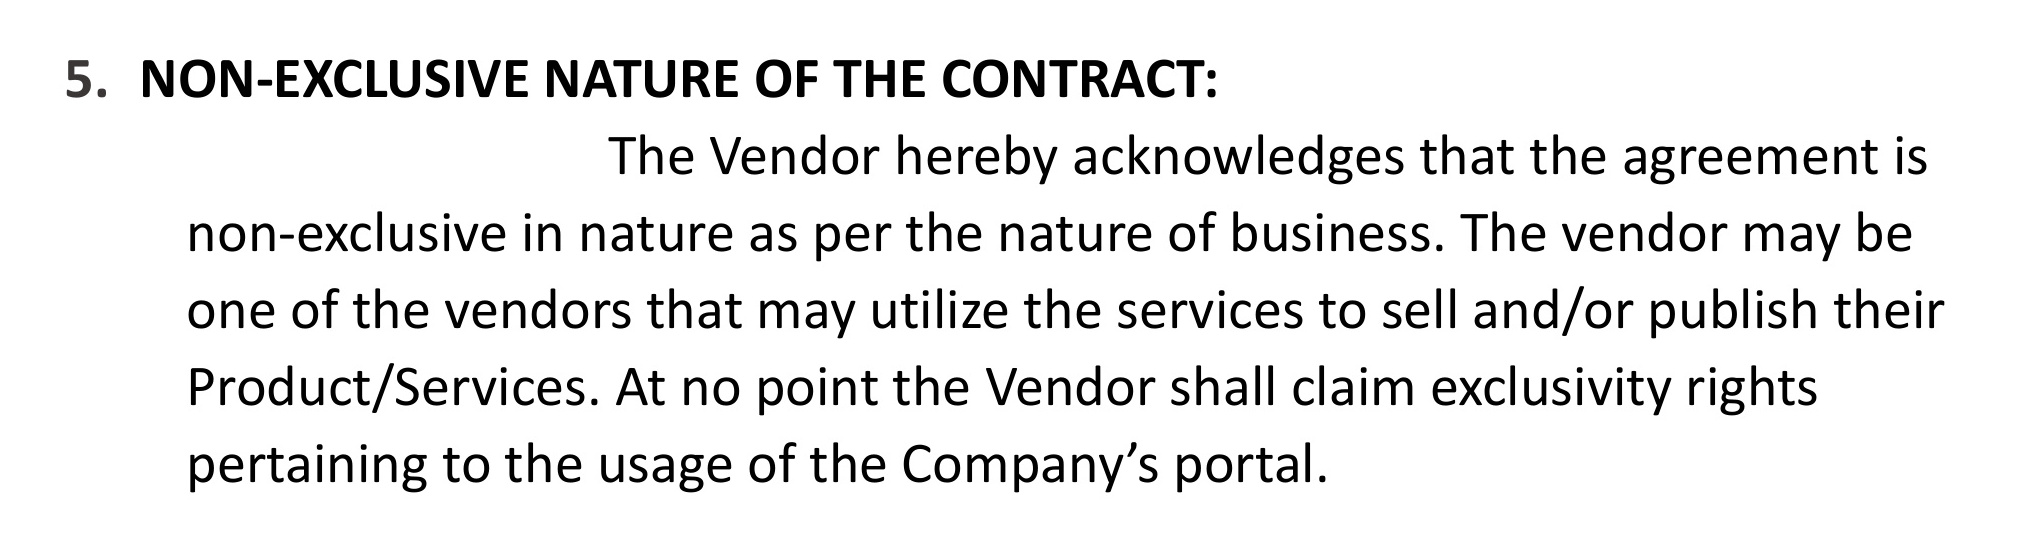 5. NON-EXCLUSIVE NATURE OF THE CONTRACT:
The Vendor hereby acknowledges that the agreement is
non-exclusive in nature as per the nature of business. The vendor may be
one of the vendors that may utilize the services to sell and/or publish their
Product/Services. At no point the Vendor shall claim exclusivity rights
pertaining to the usage of the Company’s portal.